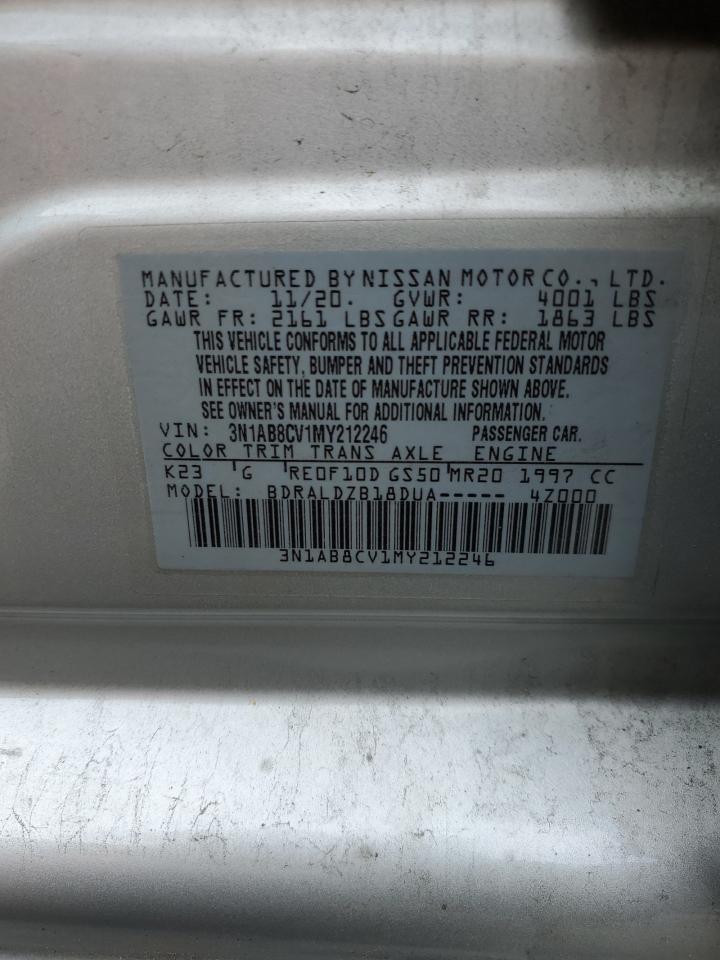 MANUFACTURED BY NISSAN MOTOR CO., LTD.
DATE: 11/20. GVWR: 4001 LBS
GAWR FR: 2161 LBS GAWR RR: 1863 LBS
THIS VEHICLE CONFORMS TO ALL APPLICABLE FEDERAL MOTOR
VEHICLE SAFETY, BUMPER AND THEFT PREVENTION STANDARDS
IN EFFECT ON THE DATE OF MANUFACTURE SHOWN ABOVE.
SEE OWNER'S MANUAL FOR ADDITIONAL INFORMATION.
VIN: 3N1AB8CV1MY212246 PASSENGER CAR.
COLOR TRIM TRANS AXLE ENGINE
K23 G RE0F10D GS50 MR20 1997 CC
MODEL: BDRALDZB18DUA----- 4Z000
3N1AB8CV1MY212246